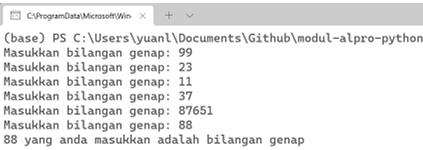 C:\ProgramData\Microsoft\Win
(base) PS C:\Users\yuanl\Documents\Github\modul-alpro-python
Masukkan bilangan genap: 99
Masukkan bilangan genap: 23
Masukkan bilangan genap: 11
Masukkan bilangan genap: 37
Masukkan bilangan genap: 87651
Masukkan bilangan genap: 88
88 yang anda masukkan adalah bilangan genap